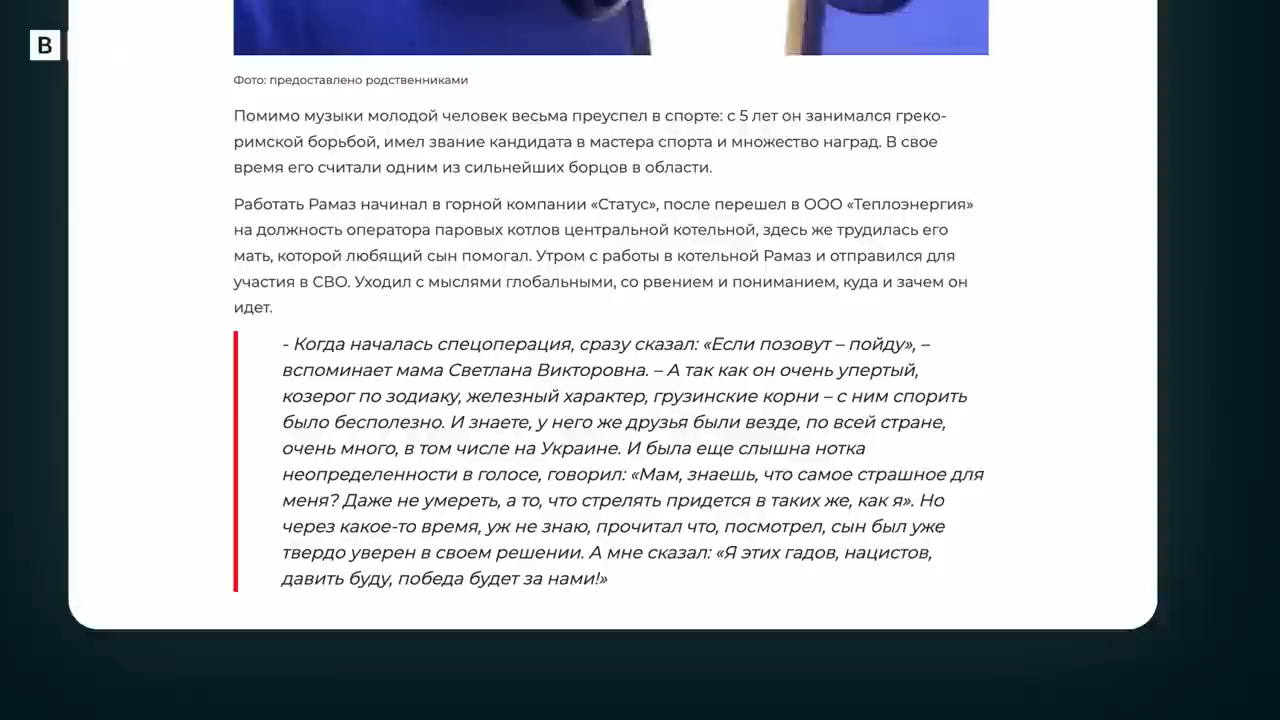 B
Фото: предоставлено родственниками
Помимо музыки молодой человек весьма преуспел в спорте: с 5 лет он занимался греко-
римской борьбой, имел звание кандидата в мастера спорта и множество наград. В свое
время его считали одним из сильнейших борцов в области.
Работать Рамаз начинал в горной компании «Статус», после перешел в ООО «Теплоэнергия»
на должность оператора паровых котлов центральной котельной, здесь же трудилась его
мать, которой любящий сын помогал. Утром с работы в котельной Рамаз и отправился для
участия в СВО. Уходил с мыслями глобальными, со рвением и пониманием, куда и зачем он
идет.
- Когда началась спецоперация, сразу сказал: «Если позовут – пойду», –
вспоминает мама Светлана Викторовна. – А так как он очень упертый,
козерог по зодиаку, железный характер, грузинские корни – с ним спорить
было бесполезно. И знаете, у него же друзья были везде, по всей стране,
очень много, в том числе на Украине. И была еще слышна нотка
неопределенности в голосе, говорил: «Мам, знаешь, что самое страшное для
меня? Даже не умереть, а то, что стрелять придется в таких же, как я». Но
через какое-то время, уж не знаю, прочитал что, посмотрел, сын был уже
твердо уверен в своем решении. А мне сказал: «Я этих гадов, нацистов,
давить буду, победа будет за нами!»